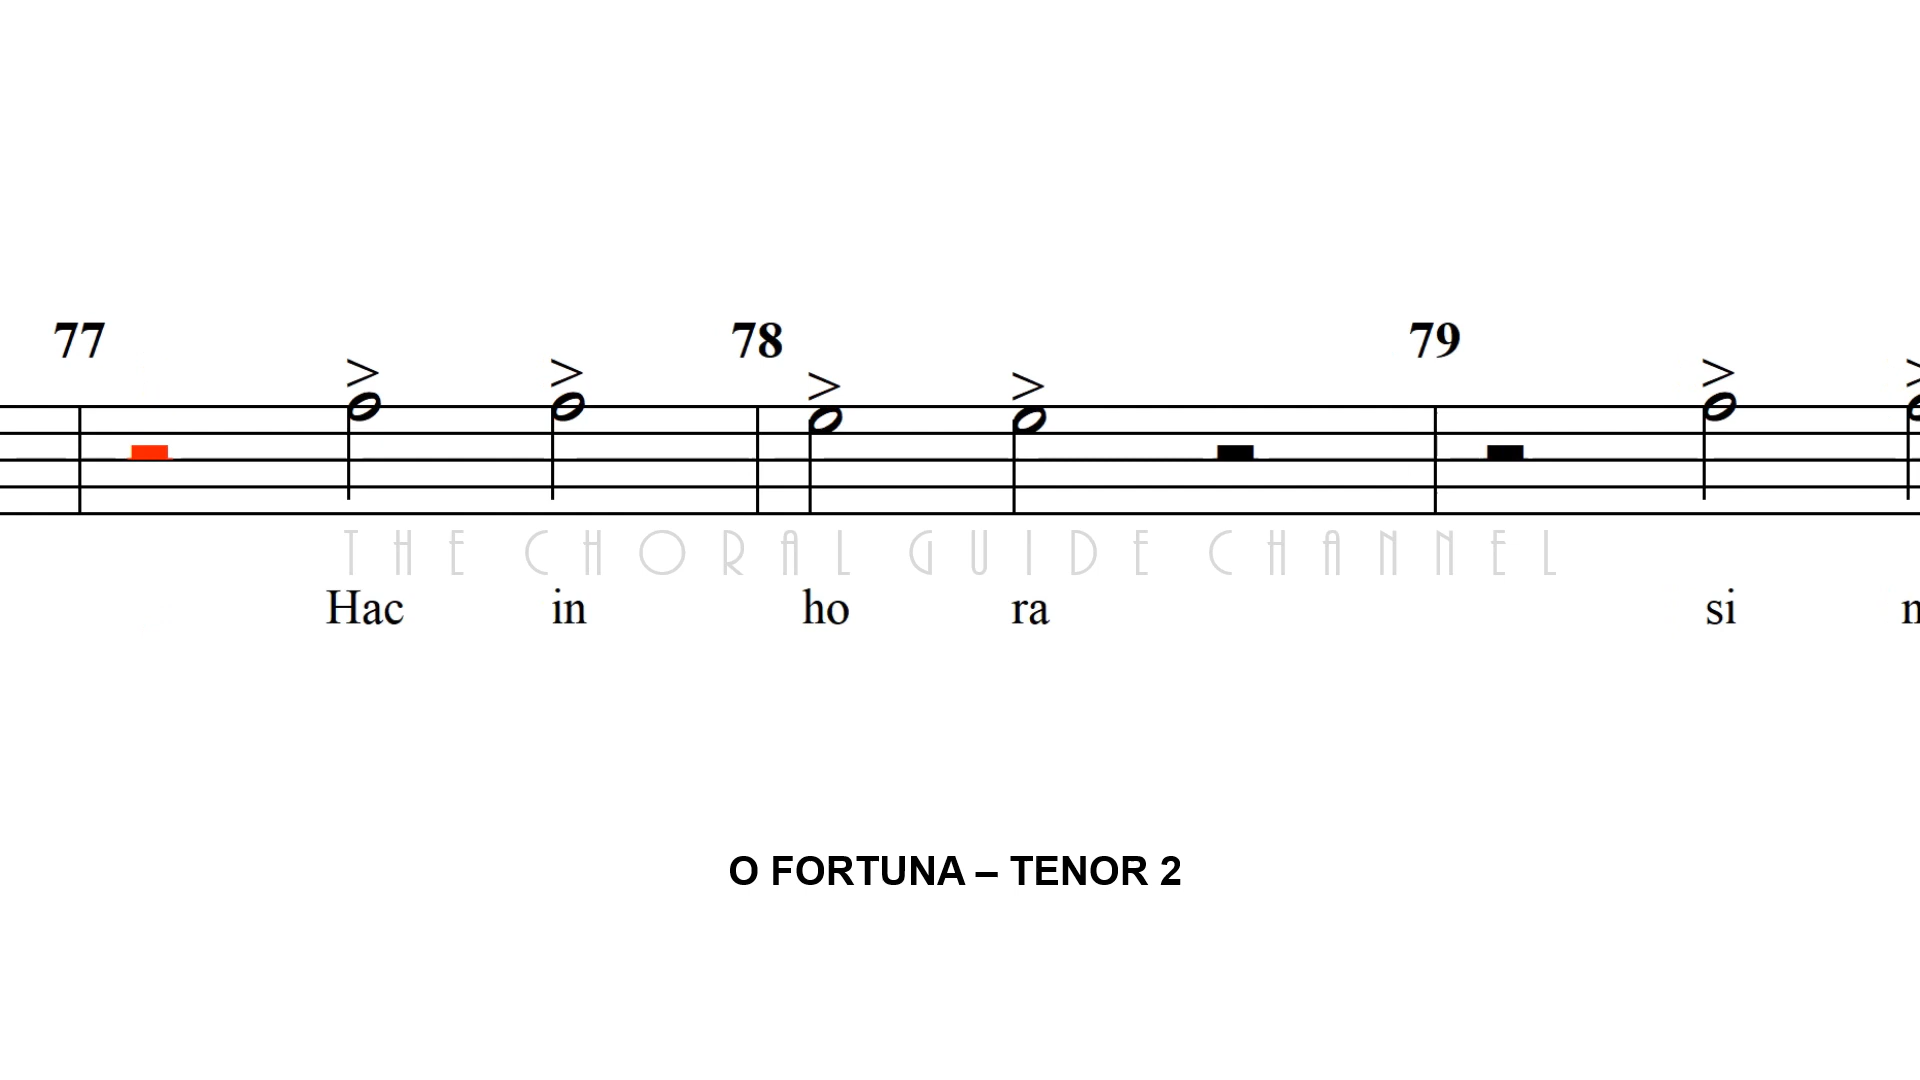 77 78 79
THE CHORAL GUIDE CHANNEL
Hac in ho ra si
O FORTUNA – TENOR 2